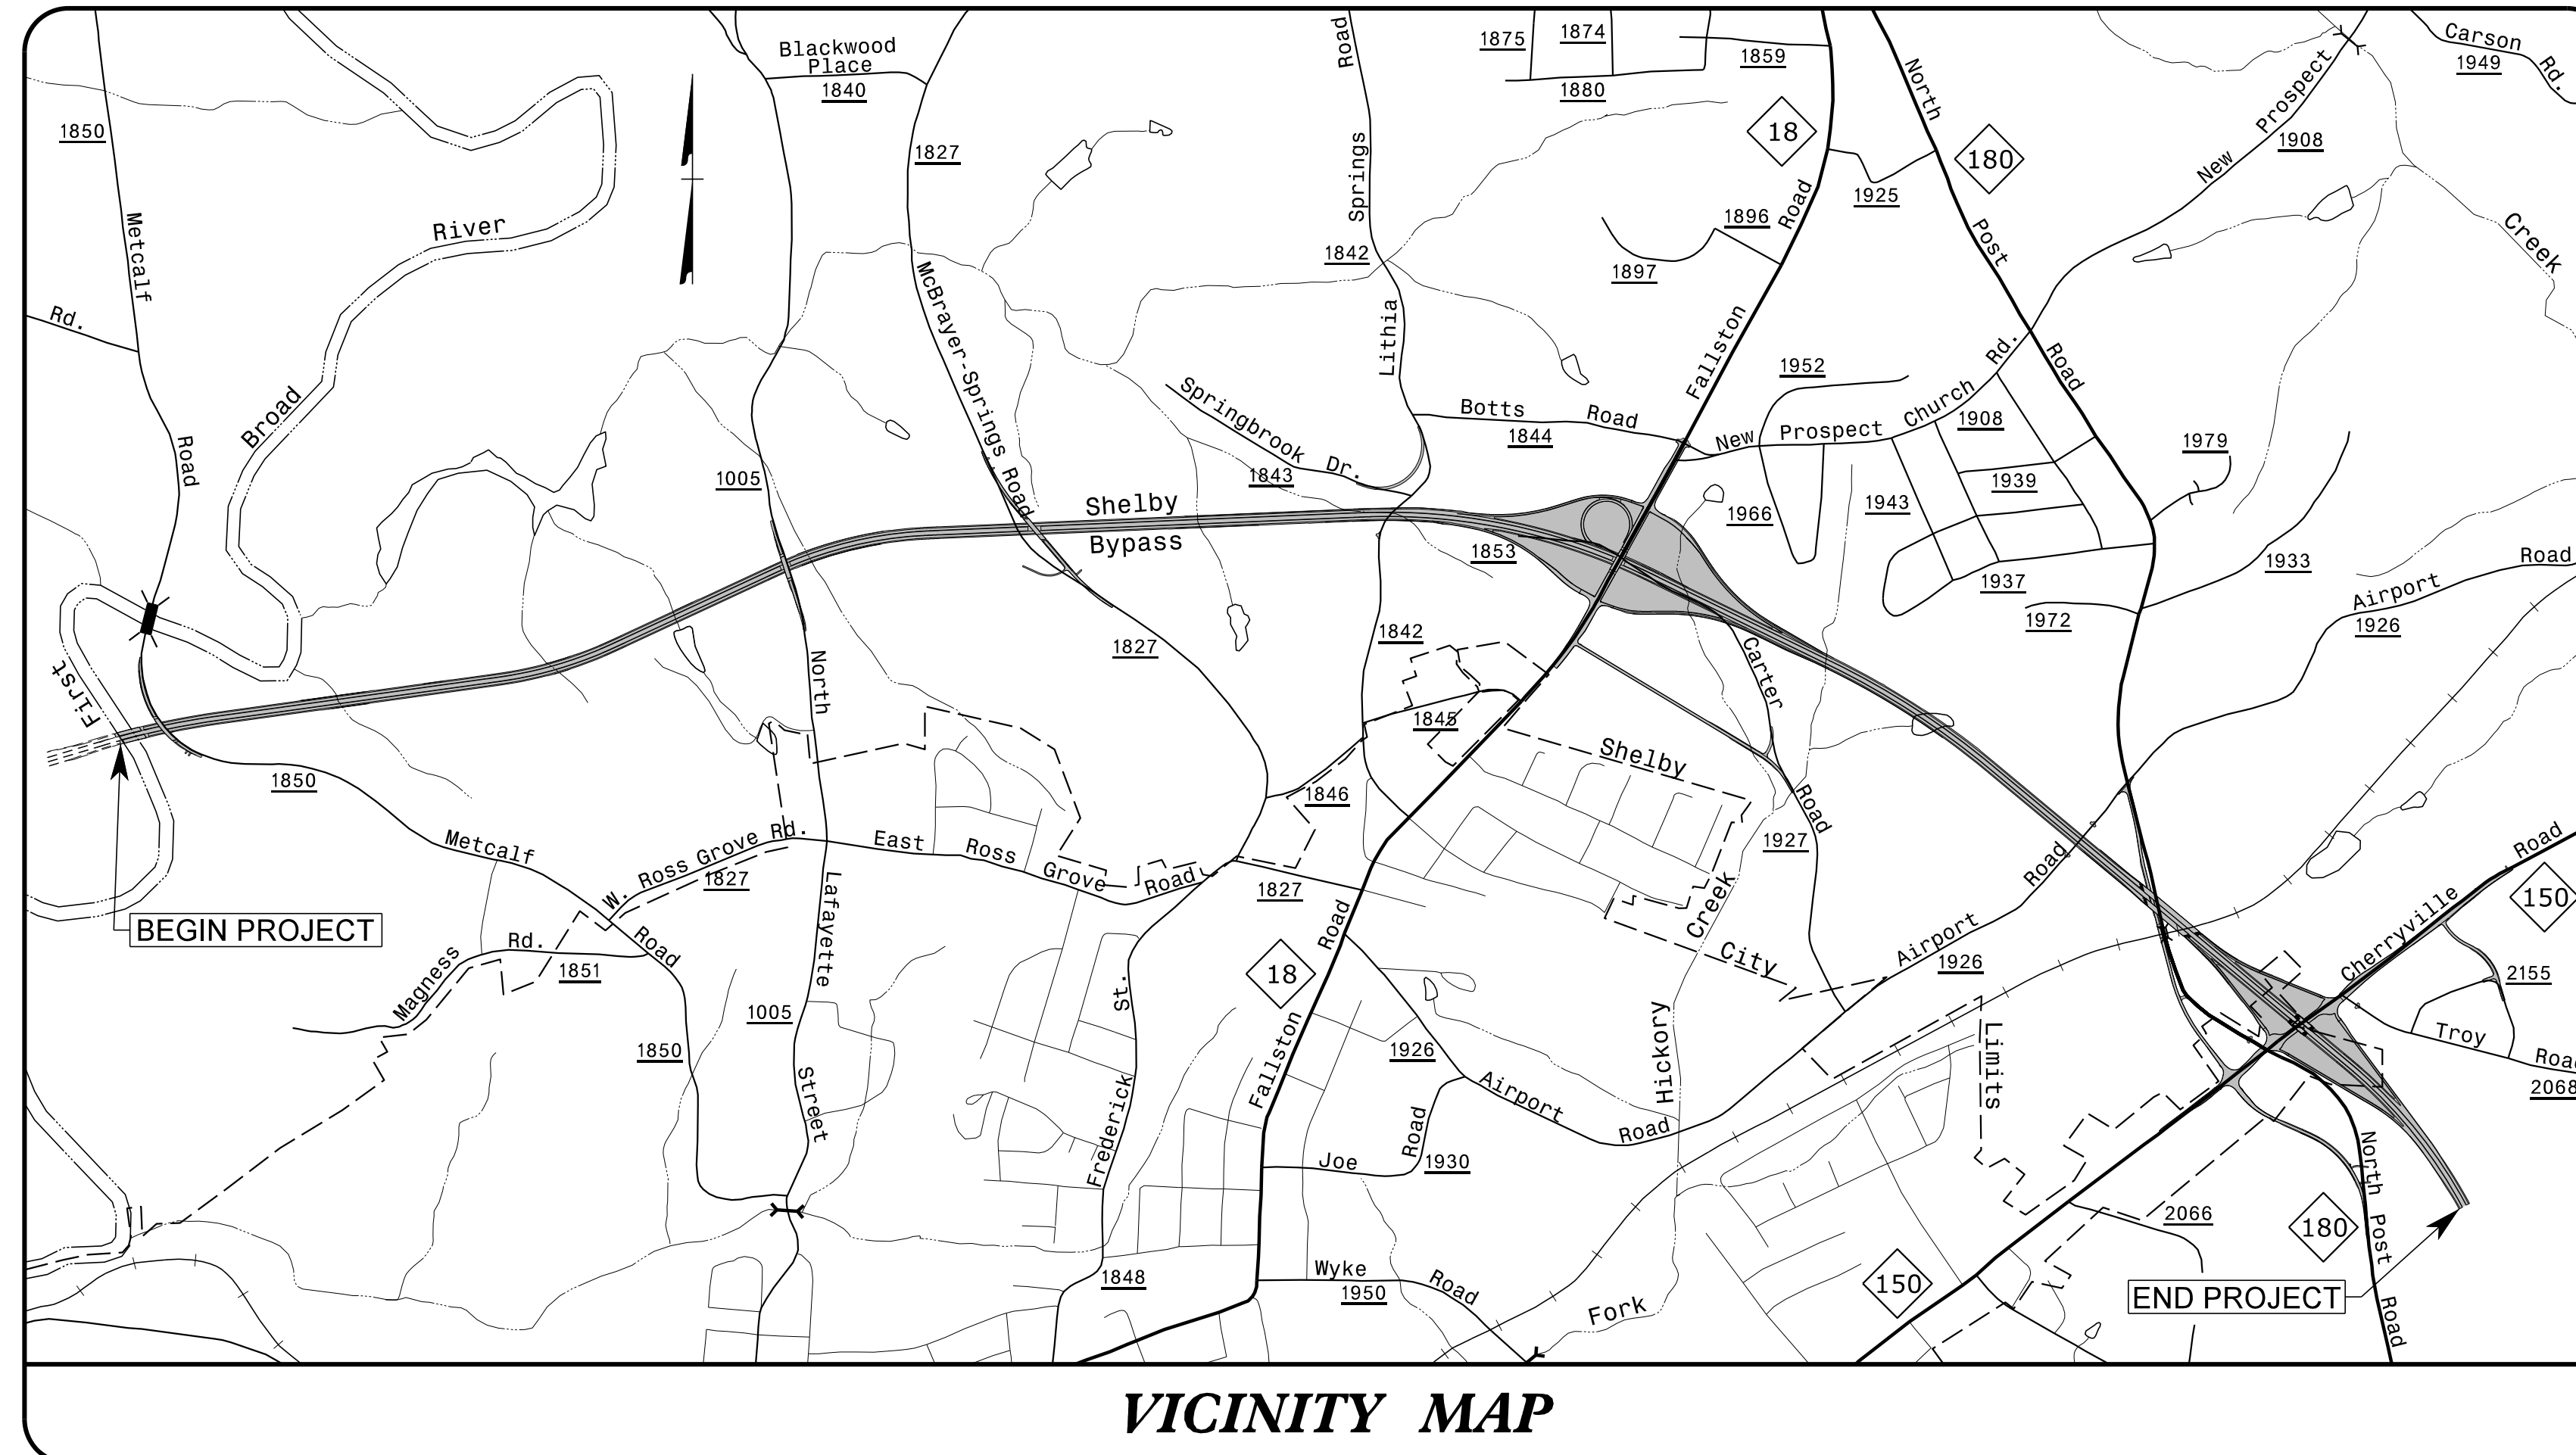 Blackwood
Place
1840
Road
1875
1874
1859
1880
Carson
Rd.
1949
1850
1827
18
North
180
New Prospect
1908
Metcalf
River
Springs
1842
1896
1897
Road
1925
Post
Creek
Rd.
McBrayer-Springs Road
Lithia
Fallston
1952
Road
Broad
Road
Springbrook Dr.
1843
Botts Road
1844
New Prospect Church Rd.
1908
1979
1005
Shelby
Bypass
1853
1966
1943
1939
1937
1933
1972
Airport Road
1926
First
North
1827
1842
Carter
1845
1850
Shelby
1846
Road
1927
Metcalf
W. Ross Grove Rd.
1827
East Ross Grove Road
1827
Road
Cherryville Road
150
BEGIN PROJECT
Magness Rd.
1851
Road
Lafayette
Road
18
Creek
City
Airport
1926
2155
1005
St.
1850
Fallston
1926
Hickory
Limits
Troy Road
2068
Street
Frederick
Airport
Road
Joe
Road
1930
North
2066
180
Post
1848
Wyke Road
1950
Fork
150
END PROJECT
Road
VICINITY MAP